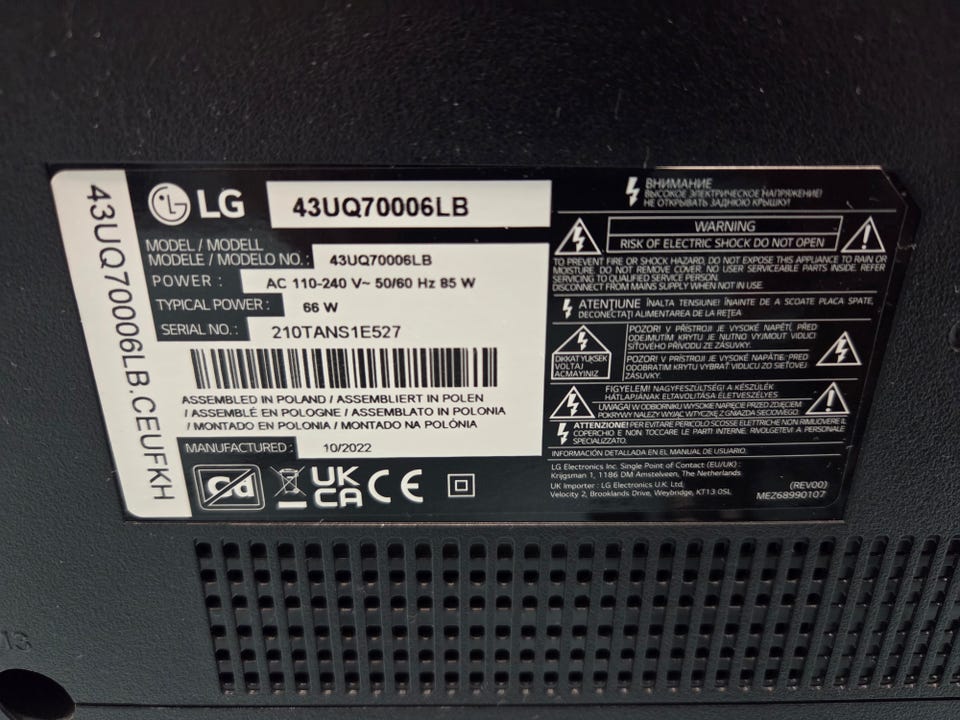 43UQ70006LB.CEUFKH
LG
43UQ70006LB
MODEL / MODELL
MODELE / MODELO NO.: 43UQ70006LB
POWER : AC 110-240 V~ 50/60 Hz 85 W
TYPICAL POWER : 66 W
SERIAL NO.: 210TANS1E527
ASSEMBLED IN POLAND / ASSEMBLIERT IN POLEN
/ ASSEMBLÉ EN POLOGNE / ASSEMBLATO IN POLONIA
/ MONTADO EN POLONIA / MONTADO NA POLÓNIA
MANUFACTURED : 10/2022
Cd
UK
CA
CE
ВНИМАНИЕ
ВЫСОКОЕ ЭЛЕКТРИЧЕСКОЕ НАПРЯЖЕНИЕ!
НЕ ОТКРЫВАТЬ ЗАДНЮЮ КРЫШКУ!
WARNING
RISK OF ELECTRIC SHOCK DO NOT OPEN
TO PREVENT FIRE OR SHOCK HAZARD, DO NOT EXPOSE THIS APPLIANCE TO RAIN OR
MOISTURE. DO NOT REMOVE COVER. NO USER SERVICEABLE PARTS INSIDE. REFER
SERVICING TO QUALIFIED SERVICE PERSON.
DISCONNECT FROM MAINS SUPPLY WHEN NOT IN USE.
ATENŢIUNE ÎNALTA TENSIUNE! ÎNAINTE DE A SCOATE PLACA SPATE,
DECONECTAŢI ALIMENTAREA DE LA REŢEA
DIKKAT YÜKSEK
VOLTAJ
AÇMAYINIZ
POZOR! V PŘÍSTROJI JE VYSOKÉ NAPĚTÍ, PŘED
ODEJMUTÍM KRYTU JE NUTNO VYJMOUT VIDLICI
SÍŤOVÉHO PŘÍVODU ZE ZÁSUVKY.
POZOR! V PRÍSTROJI JE VYSOKÉ NAPÄTIE. PRED
ODOBRATÍM KRYTU VYBRAŤ VIDLICU ZO SIEŤOVEJ
ZÁSUVKY.
FIGYELEM! NAGYFESZÜLTSÉG! A KÉSZÜLÉK
HÁTLAPJÁNAK ELTÁVOLÍTÁSA ÉLETVESZÉLYES
UWAGA! W ODBIORNIKU WYSOKIE NAPIĘCIE PRZED ZDJĘCIEM
POKRYWY NALEŻY WYJĄĆ WTYCZKĘ Z GNIAZDA SIECIOWEGO.
ATTENZIONE! PER EVITARE PERICOLO SCOSSE ELETTRICHE NON RIMUOVERE IL
COPERCHIO E NON TOCCARE LE PARTI INTERNE. RIVOLGETEVI A PERSONALE
SPECIALIZZATO.
INFORMACIÓN DETALLADA EN EL MANUAL DE USUARIO.
LG Electronics Inc. Single Point of Contact (EU/UK) :
Krijgsman 1, 1186 DM Amstelveen, The Netherlands
UK Importer : LG Electronics U.K. Ltd,
Velocity 2, Brooklands Drive, Weybridge, KT13 0SL
(REV00)
MEZ68990107